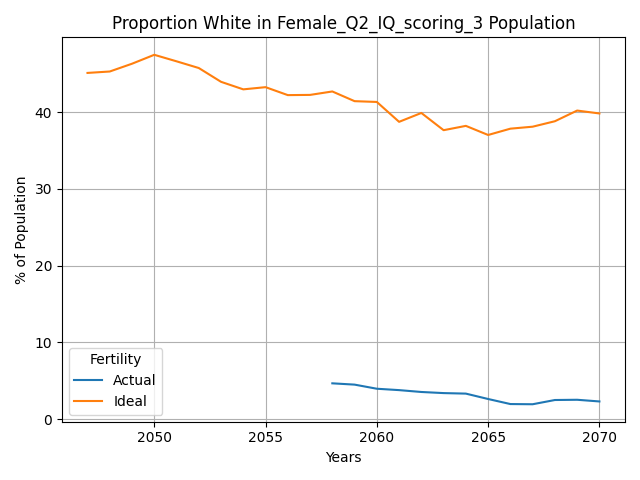 Proportion White in Female_Q2_IQ_scoring_3 Population
% of Population
40
30
20
10
0
Fertility
Actual
Ideal
2050
2055
2060
2065
2070
Years